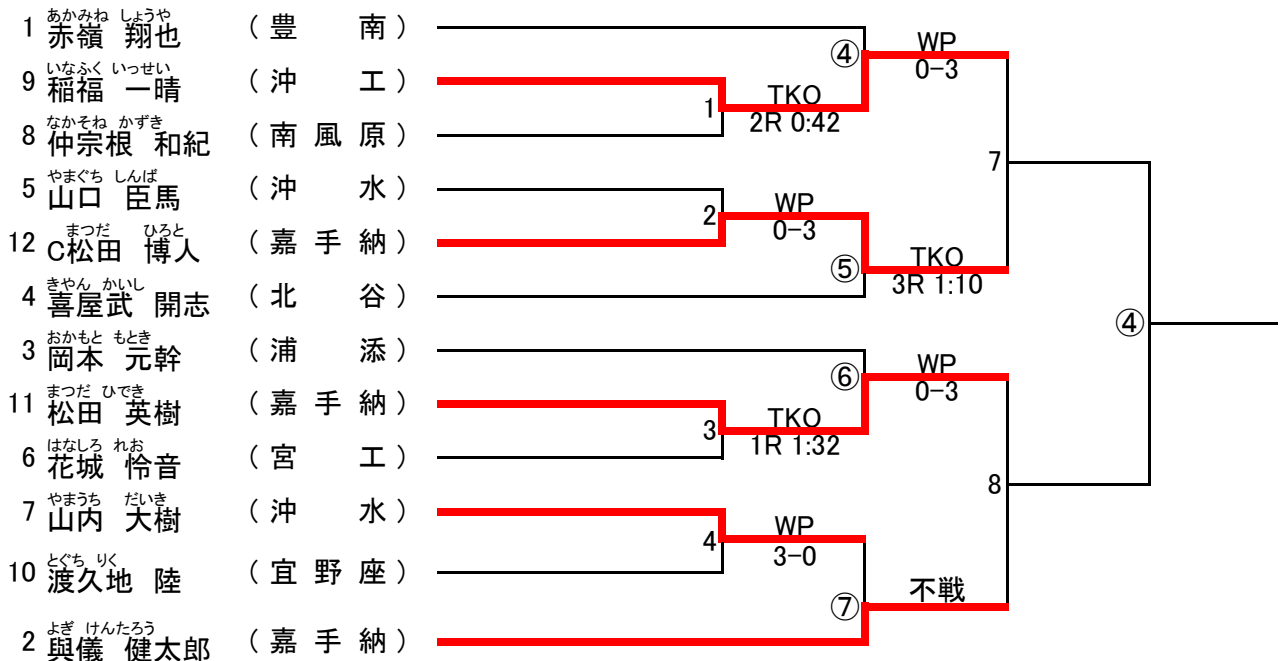 あかみね しょうや
1 赤嶺 翔也 (豊 南)
いなふく いっせい
9 稲福 一晴 (沖 工)
なかそね かずき
8 仲宗根 和紀 (南風原)
やまぐち しんば
5 山口 臣馬 (沖 水)
まつだ ひろと
12 C松田 博人 (嘉手納)
きやん かいし
4 喜屋武 開志 (北 谷)
おかもと もとき
3 岡本 元幹 (浦 添)
まつだ ひでき
11 松田 英樹 (嘉手納)
はなしろ れお
6 花城 怜音 (宮 工)
やまうち だいき
7 山内 大樹 (沖 水)
とぐち りく
10 渡久地 陸 (宜野座)
よぎ けんたろう
2 與儀 健太郎 (嘉手納)
1
TKO
2R 0:42
2
WP
0-3
3
TKO
1R 1:32
4
WP
3-0
④
WP
0-3
⑤
TKO
3R 1:10
⑥
WP
0-3
⑦
不戦
7
8
④